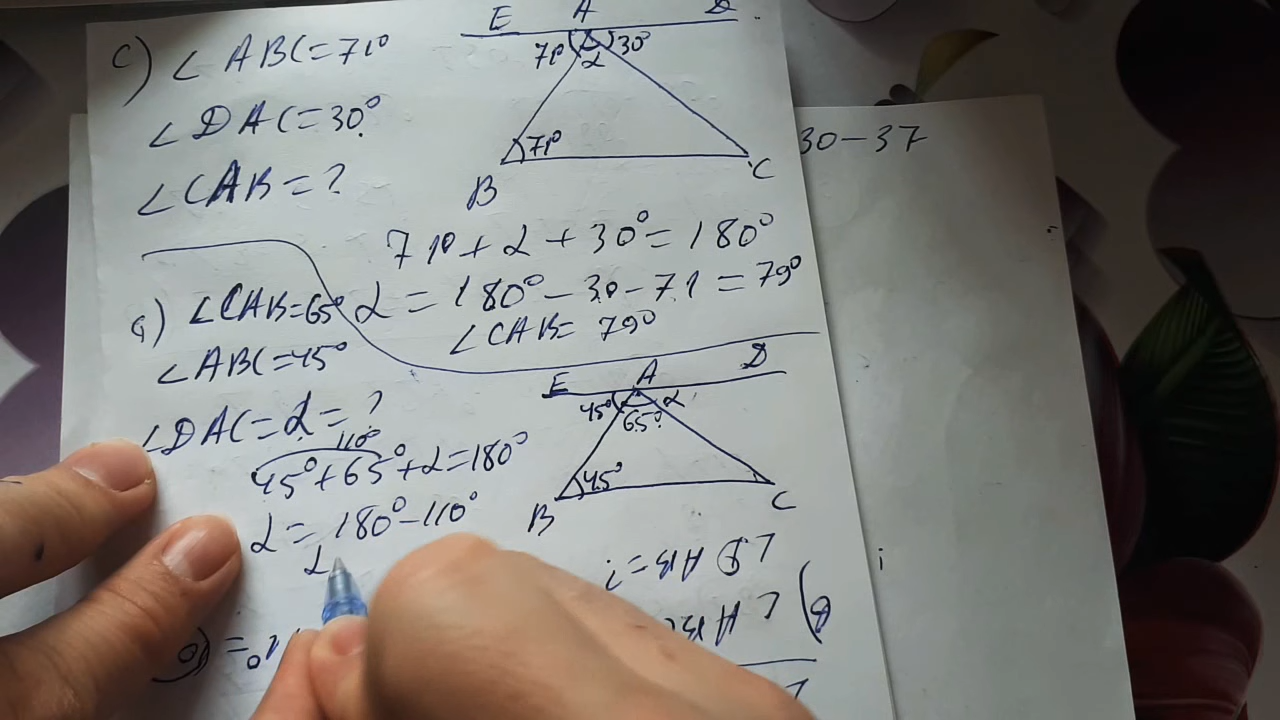 c) ∠ABC=71°
∠DAC=30°
∠CAB=?
E A D
71° 30°
α
71°
B C
71°+α+30°=180°
α=180°-30-71=79°
∠CAB=79°
d) ∠CAB=65°
∠ABC=45°
∠DAC=α=?
110°
45°+65°+α=180°
α=180°-110°
α
E A D
45° 65° α
45°
B C
30-37